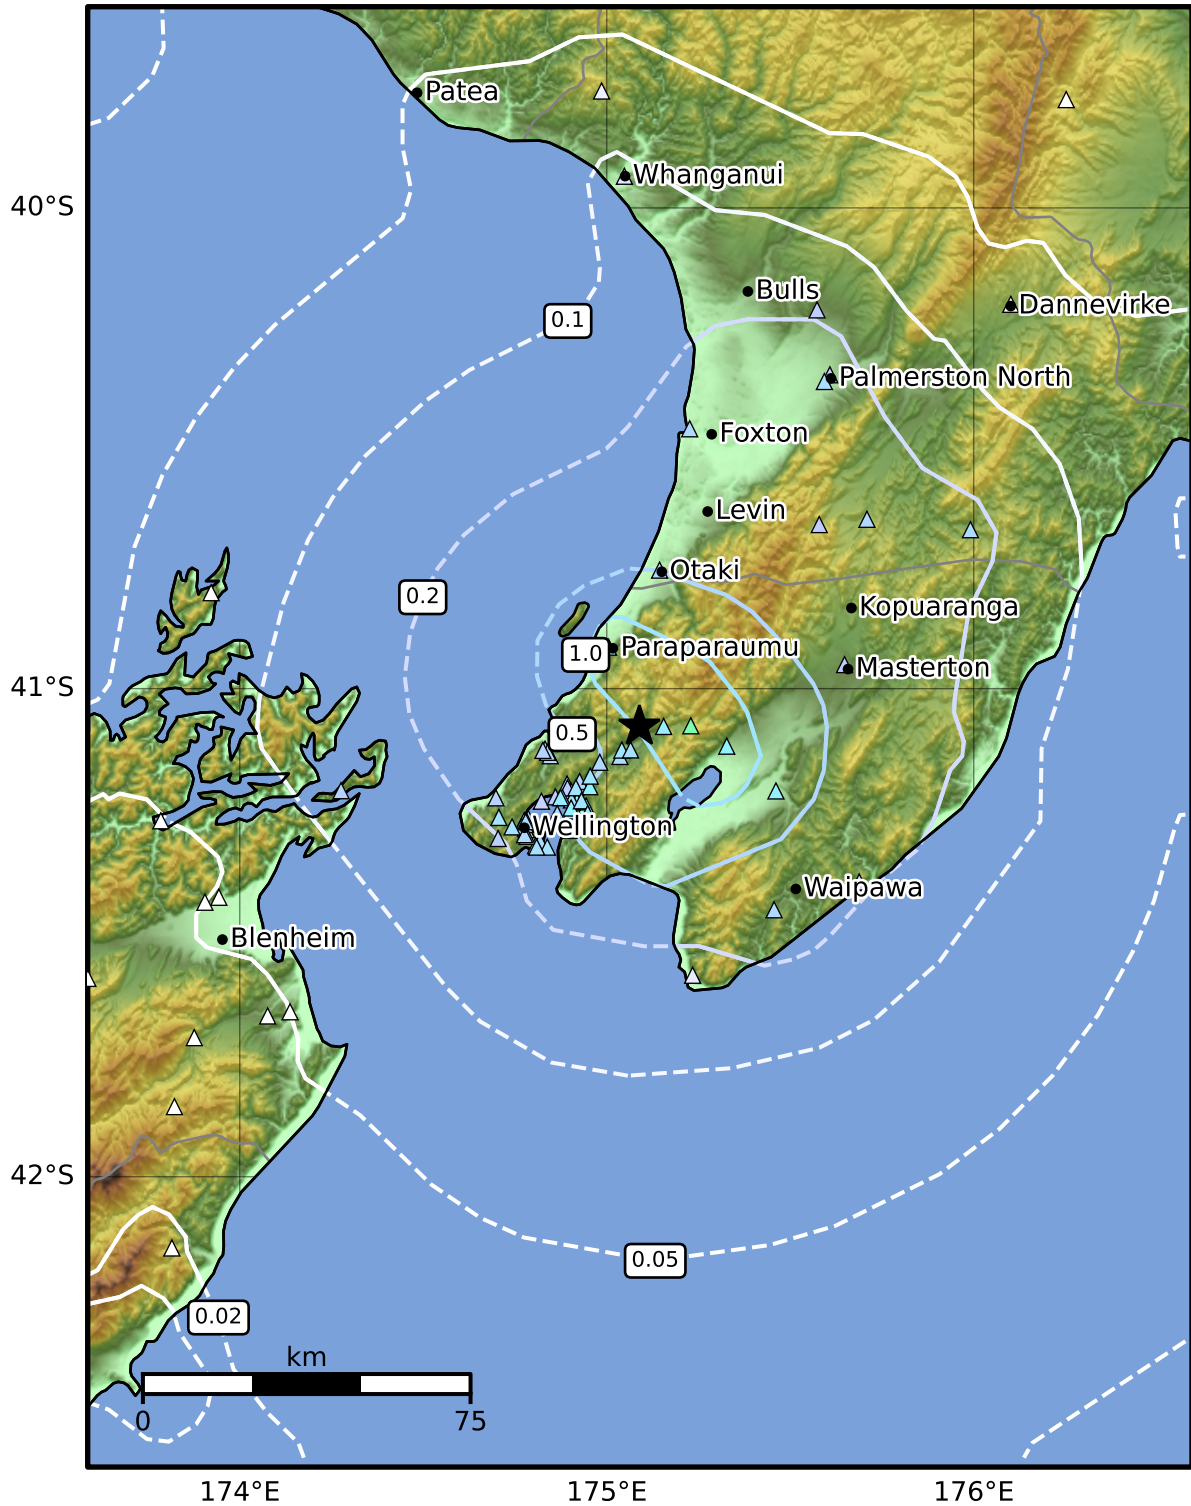 Patea
Whanganui
40°S
Bulls
Dannevirke
0.1
Palmerston North
Foxton
Levin
Otaki
0.2
Kopuaranga
Paraparaumu
1.0
Masterton
41°S
0.5
Wellington
Waipawa
Blenheim
42°S
0.05
0.02
km
0
75
174°E
175°E
176°E